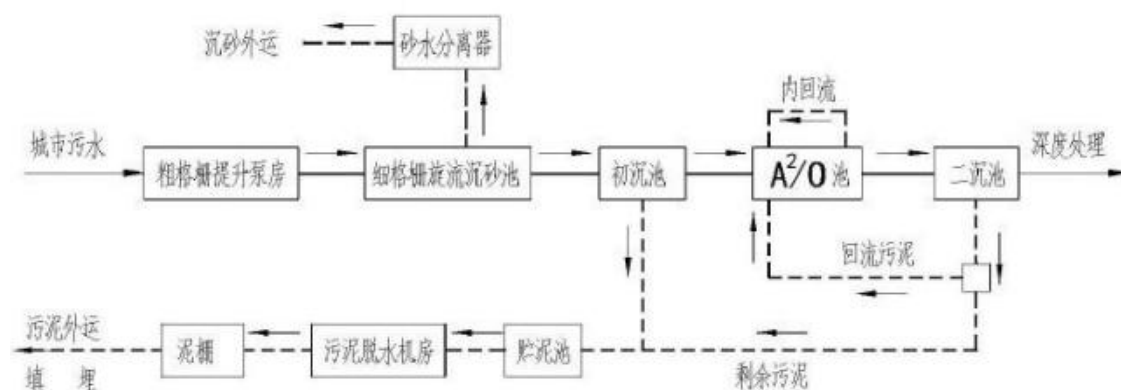 沉砂外运
砂水分离器
内回流
城市污水
深度处理
粗格栅提升泵房
细格栅旋流沉砂池
初沉池
A²/O 池
二沉池
回流污泥
污泥外运
填 埋
泥棚
污泥脱水机房
贮泥池
剩余污泥